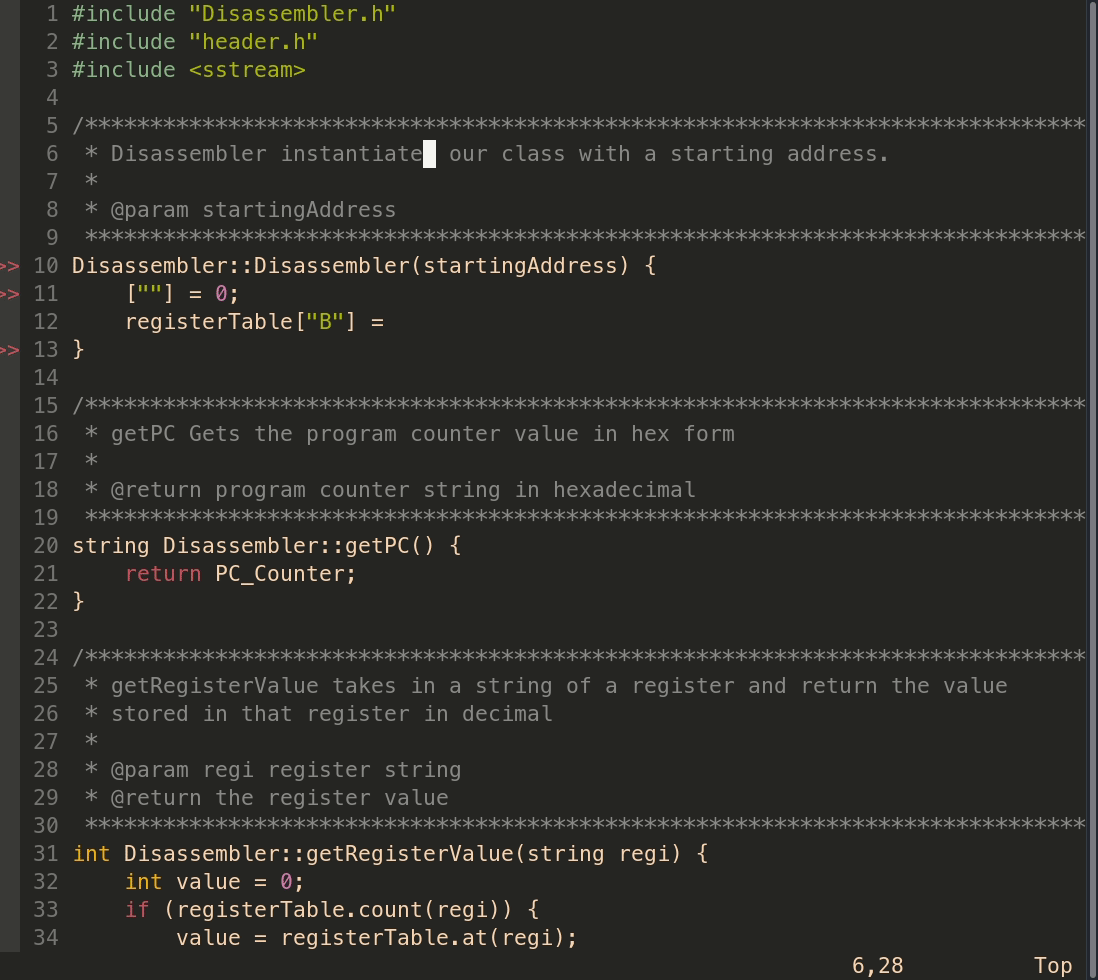 1 #include "Disassembler.h"
2 #include "header.h"
3 #include <sstream>
4
5 /*****************************************************************************
6  * Disassembler instantiate  our class with a starting address.
7  *
8  * @param startingAddress
9  *****************************************************************************
>> 10 Disassembler::Disassembler(startingAddress) {
>> 11     [""] = 0;
12     registerTable["B"] =
>> 13 }
14
15 /*****************************************************************************
16  * getPC Gets the program counter value in hex form
17  *
18  * @return program counter string in hexadecimal
19  *****************************************************************************
20 string Disassembler::getPC() {
21     return PC_Counter;
22 }
23
24 /*****************************************************************************
25  * getRegisterValue takes in a string of a register and return the value
26  * stored in that register in decimal
27  *
28  * @param regi register string
29  * @return the register value
30  *****************************************************************************
31 int Disassembler::getRegisterValue(string regi) {
32     int value = 0;
33     if (registerTable.count(regi)) {
34         value = registerTable.at(regi);
6,28 Top